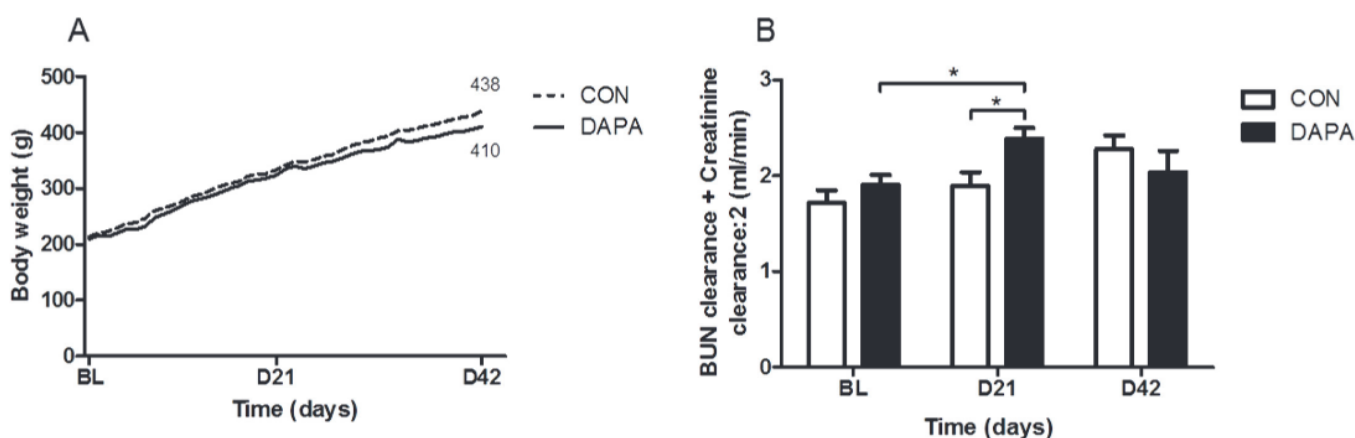 A
Body weight (g)
500
400
300
200
100
0
438
410
CON
DAPA
BL
D21
D42
Time (days)
B
BUN clearance + Creatinine
clearance:2 (ml/min)
3
2
1
0
*
*
CON
DAPA
BL
D21
D42
Time (days)